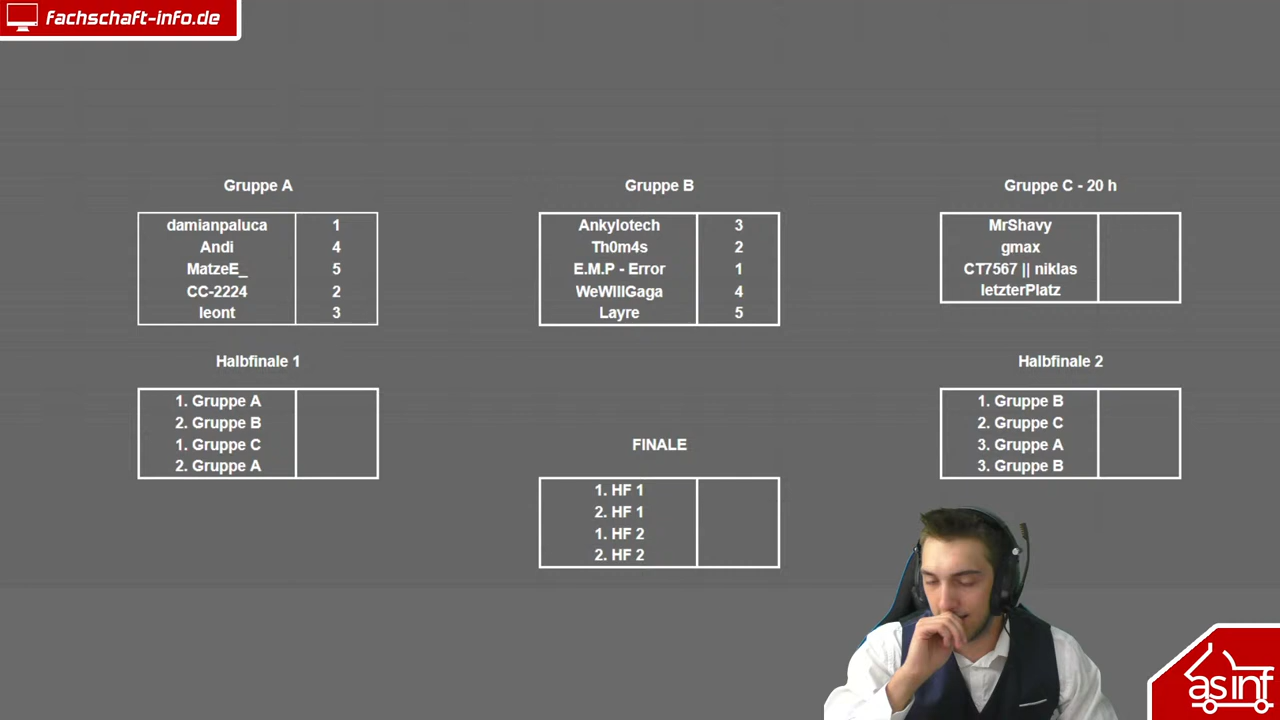 fachschaft-info.de
Gruppe A
damianpaluca 1
Andi 4
MatzeE_ 5
CC-2224 2
leont 3
Gruppe B
Ankylotech 3
Th0m4s 2
E.M.P - Error 1
WeWIllGaga 4
Layre 5
Gruppe C - 20 h
MrShavy
gmax
CT7567 || niklas
letzterPlatz
Halbfinale 1
1. Gruppe A
2. Gruppe B
1. Gruppe C
2. Gruppe A
FINALE
1. HF 1
2. HF 1
1. HF 2
2. HF 2
Halbfinale 2
1. Gruppe B
2. Gruppe C
3. Gruppe A
3. Gruppe B
as inf